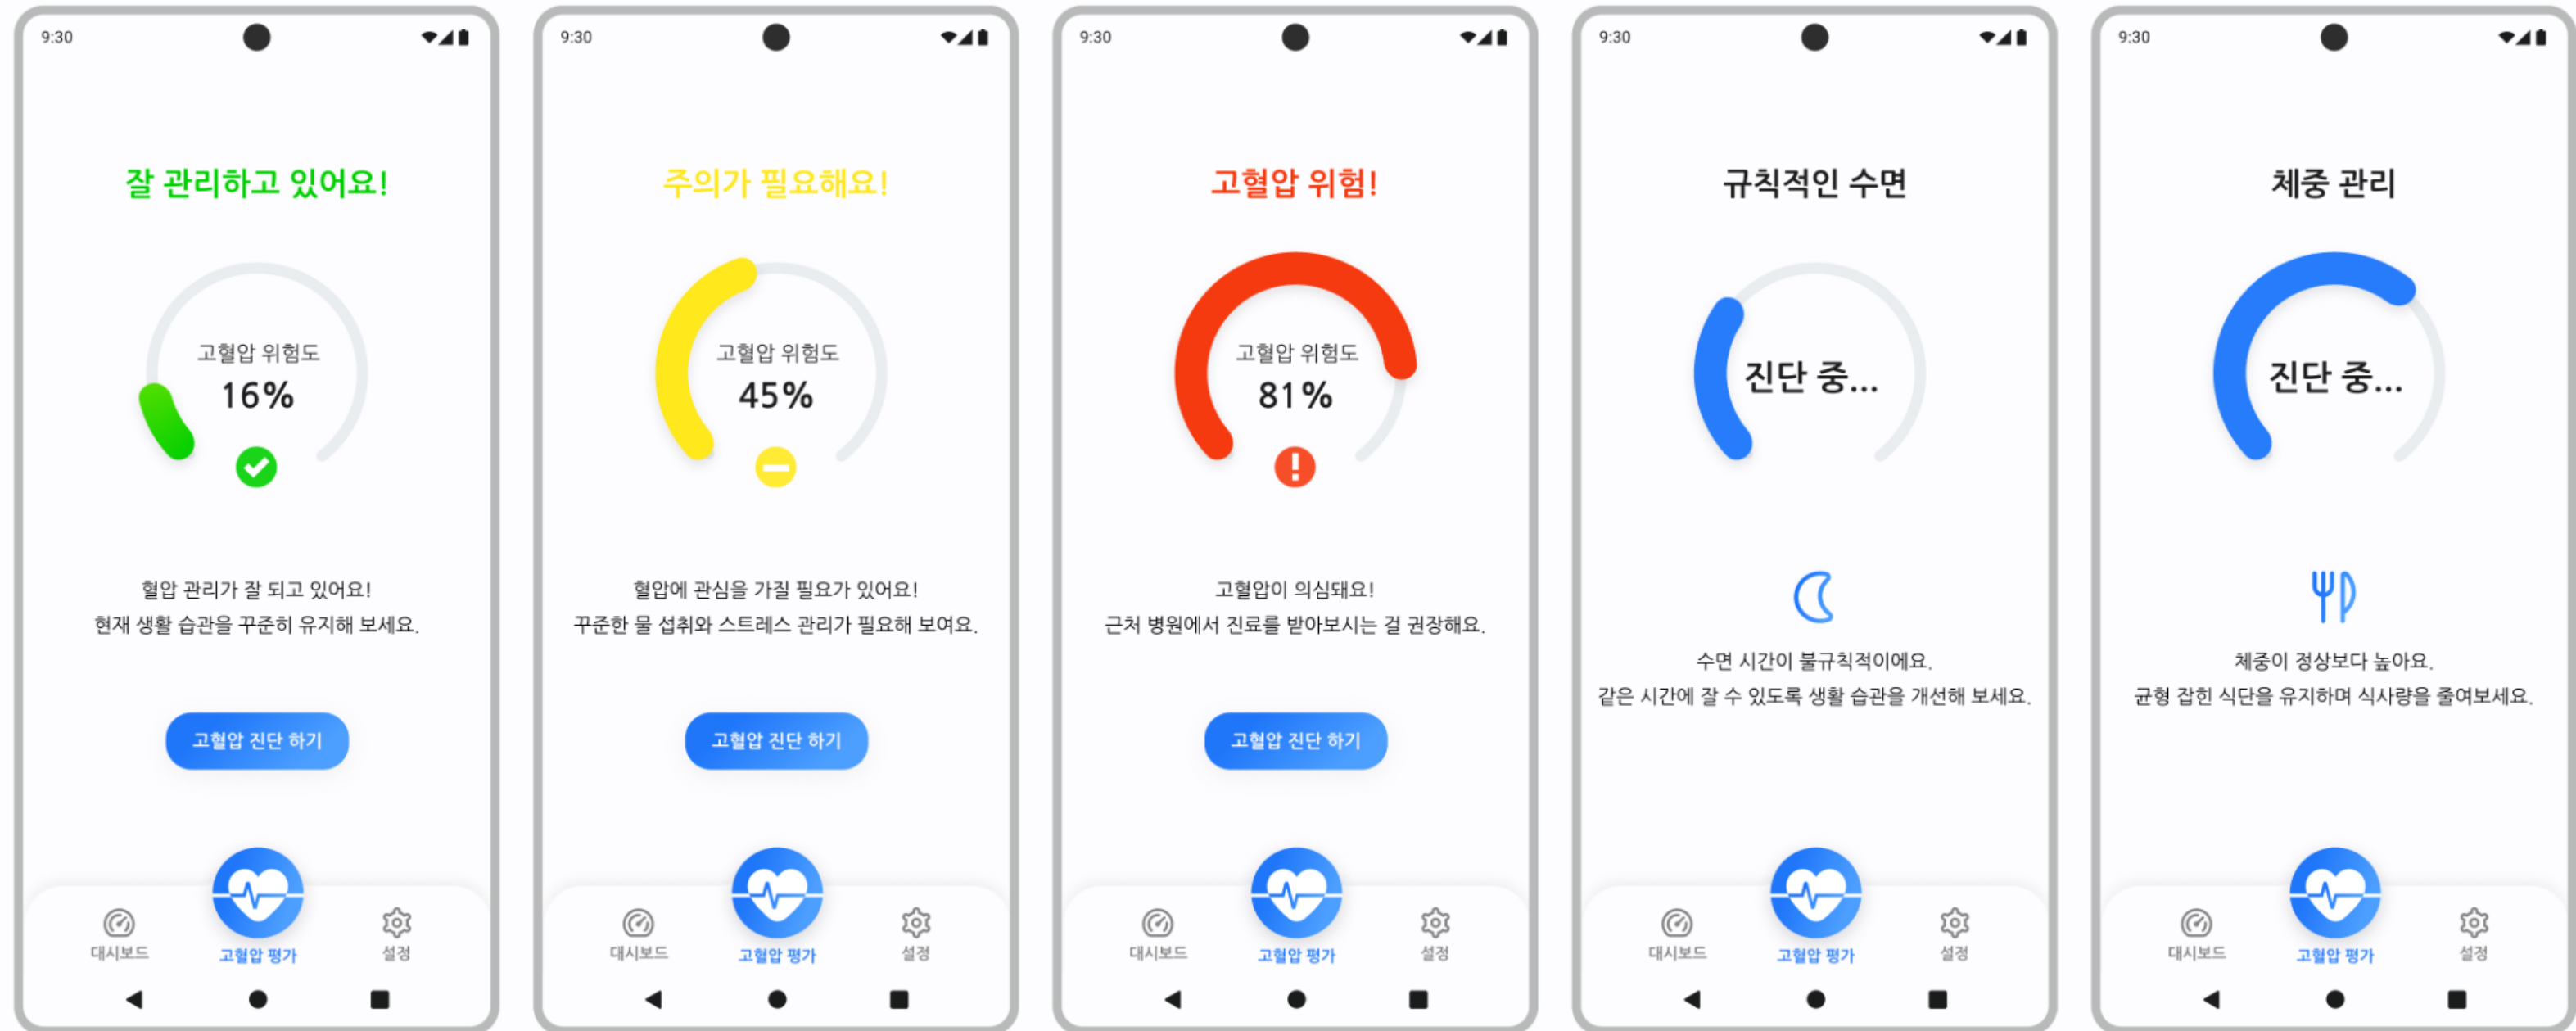 9:30
잘 관리하고 있어요!
고혈압 위험도
16%
혈압 관리가 잘 되고 있어요!
현재 생활 습관을 꾸준히 유지해 보세요.
고혈압 진단 하기
대시보드
고혈압 평가
설정
9:30
주의가 필요해요!
고혈압 위험도
45%
혈압에 관심을 가질 필요가 있어요!
꾸준한 물 섭취와 스트레스 관리가 필요해 보여요.
고혈압 진단 하기
대시보드
고혈압 평가
설정
9:30
고혈압 위험!
고혈압 위험도
81%
고혈압이 의심돼요!
근처 병원에서 진료를 받아보시는 걸 권장해요.
고혈압 진단 하기
대시보드
고혈압 평가
설정
9:30
규칙적인 수면
진단 중...
수면 시간이 불규칙적이에요.
같은 시간에 잘 수 있도록 생활 습관을 개선해 보세요.
대시보드
고혈압 평가
설정
9:30
체중 관리
진단 중...
체중이 정상보다 높아요.
균형 잡힌 식단을 유지하며 식사량을 줄여보세요.
대시보드
고혈압 평가
설정